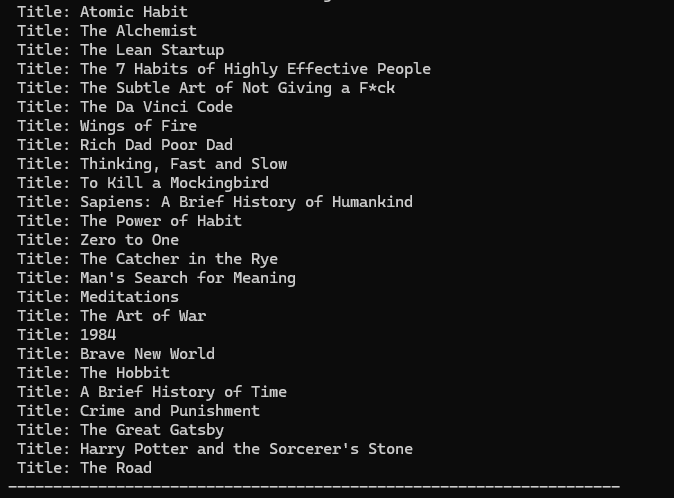 Title: Atomic Habit
Title: The Alchemist
Title: The Lean Startup
Title: The 7 Habits of Highly Effective People
Title: The Subtle Art of Not Giving a F*ck
Title: The Da Vinci Code
Title: Wings of Fire
Title: Rich Dad Poor Dad
Title: Thinking, Fast and Slow
Title: To Kill a Mockingbird
Title: Sapiens: A Brief History of Humankind
Title: The Power of Habit
Title: Zero to One
Title: The Catcher in the Rye
Title: Man's Search for Meaning
Title: Meditations
Title: The Art of War
Title: 1984
Title: Brave New World
Title: The Hobbit
Title: A Brief History of Time
Title: Crime and Punishment
Title: The Great Gatsby
Title: Harry Potter and the Sorcerer's Stone
Title: The Road